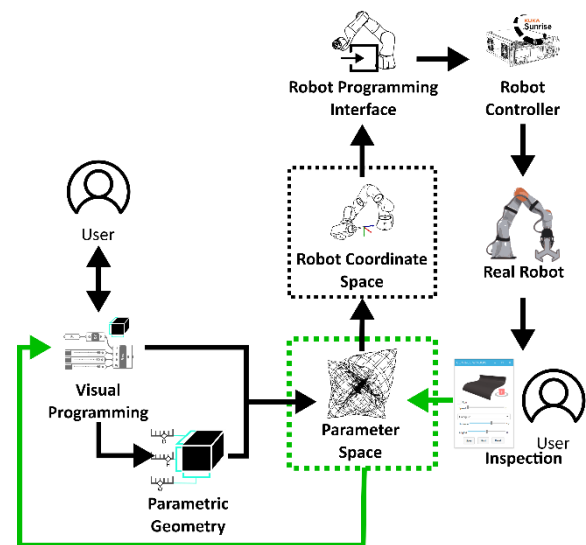 KUKA
Sunrise
Robot Programming
Interface
Robot
Controller
User
Robot Coordinate
Space
Real Robot
Visual
Programming
Parameter
Space
User
Inspection
Parametric
Geometry